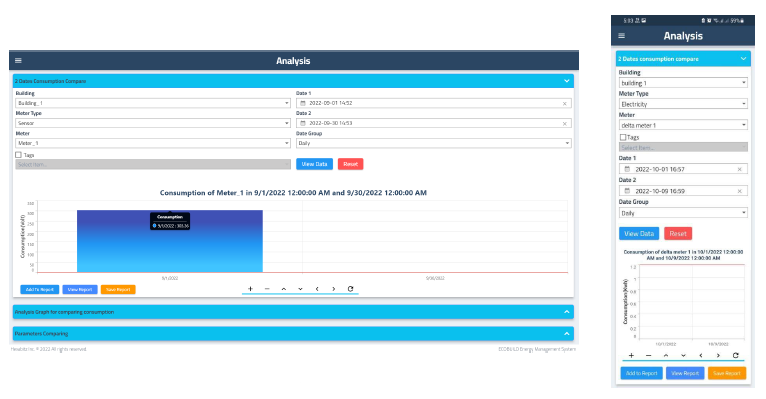 Analysis
2 Dates Consumption Compare
Building
Building_1
Date 1
2022-09-01 14:52
Meter Type
Sensor
Date 2
2022-09-30 14:53
Meter
Meter_1
Date Group
Daily
Tags
Select Item...
View Data
Reset
Consumption of Meter_1 in 9/1/2022 12:00:00 AM and 9/30/2022 12:00:00 AM
Consumption(kWh)
350
300
250
200
150
100
50
0
Consumption
9/1/2022 : 301.36
9/1/2022
9/30/2022
Add To Report
View Report
Save Report
Analysis Graph for comparing consumption
Parameters Comparing
© 2022 All rights reserved
ECOBUILD Energy Management System
5:03
59%
Analysis
2 Dates consumption compare
Building
building 1
Meter Type
Electricity
Meter
delta meter 1
Tags
Select Item...
Date 1
2022-10-01 16:57
Date 2
2022-10-09 16:59
Date Group
Daily
View Data
Reset
Consumption of delta meter 1 in 10/1/2022 12:00:00
AM and 10/9/2022 12:00:00 AM
Consumption(kWh)
1.2
1
0.8
0.6
0.4
0.2
0
10/1/2022
10/9/2022
Add to Report
View Report
Save Report